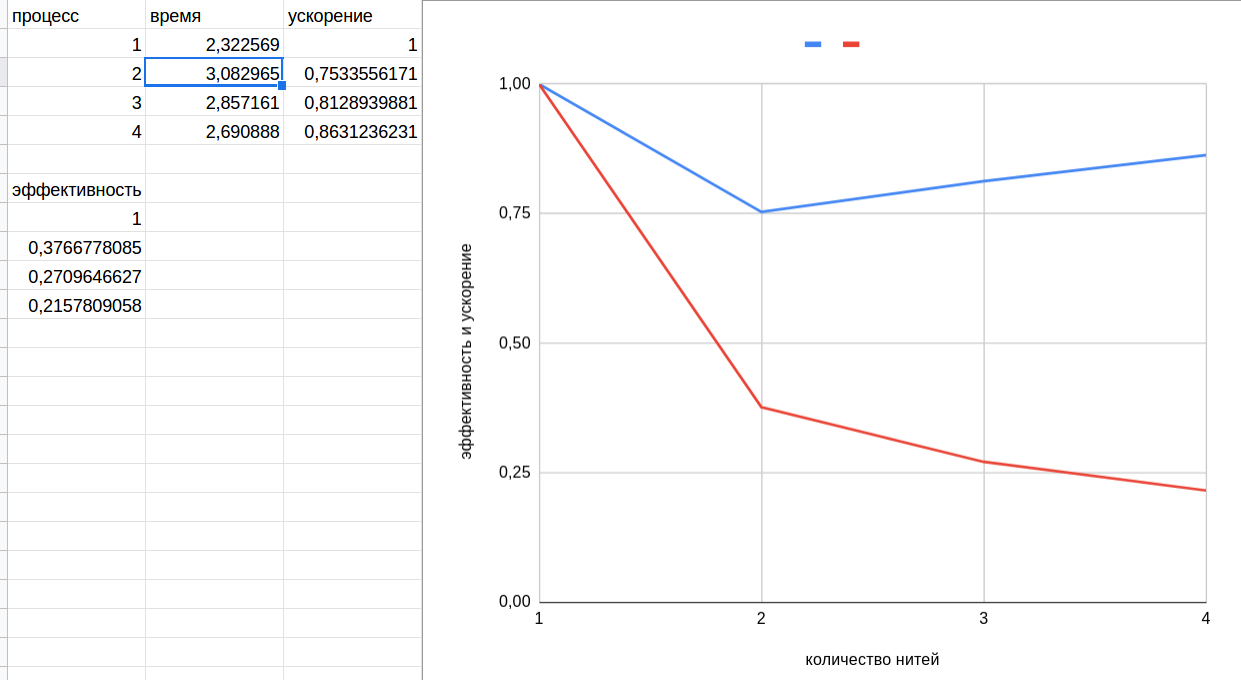 процесс время ускорение
1 2,322569 1
2 3,082965 0,7533556171
3 2,857161 0,8128939881
4 2,690888 0,8631236231
эффективность
1
0,3766778085
0,2709646627
0,2157809058
1,00
0,75
0,50
0,25
0,00
эффективность и ускорение
1 2 3 4
количество нитей